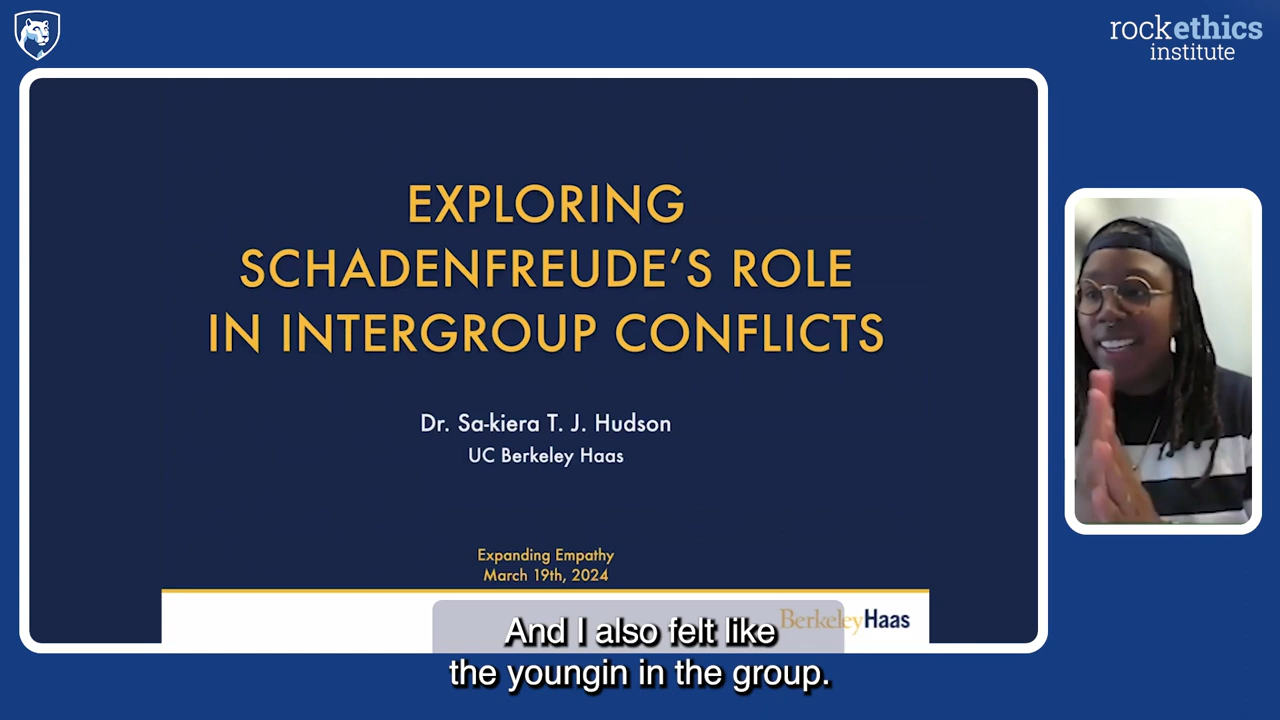 rockethics
institute
EXPLORING
SCHADENFREUDE’S ROLE
IN INTERGROUP CONFLICTS
Dr. Sa-kiera T. J. Hudson
UC Berkeley Haas
Expanding Empathy
March 19th, 2024
BerkeleyHaas
And I also felt like
the youngin in the group.